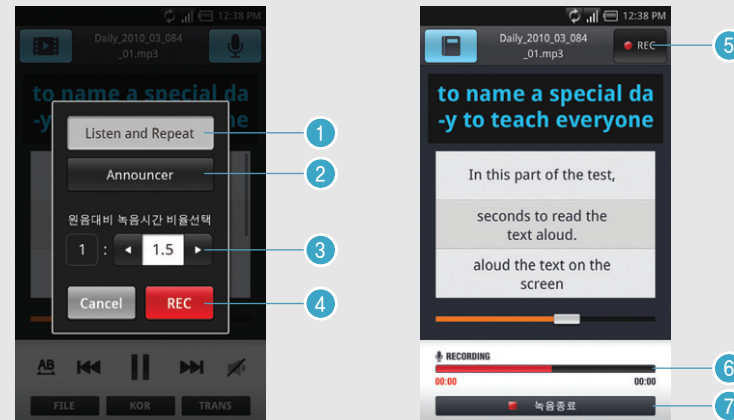 12:38 PM
Daily_2010_03_084
_01.mp3
to name a special da
-y
ne
Listen and Repeat
1
Announcer
2
원음대비 녹음시간 비율선택
1 : 1.5
3
Cancel
REC
4
AB
FILE
KOR
TRANS
12:38 PM
Daily_2010_03_084
_01.mp3
REC
5
to name a special da
-y to teach everyone
In this part of the test,
seconds to read the
text aloud.
aloud the text on the
screen
RECORDING
6
00:00
00:00
녹음종료
7